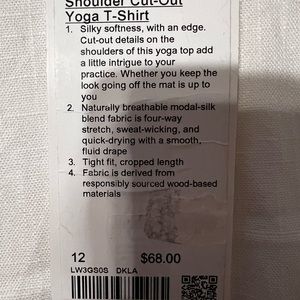 Shoulder Cut-Out
Yoga T-Shirt
1. Silky softness, with an edge.
Cut-out details on the
shoulders of this yoga top add
a little intrigue to your
practice. Whether you keep the
look going off the mat is up to
you
2. Naturally breathable modal-silk
blend fabric is four-way
stretch, sweat-wicking, and
quick-drying with a smooth,
fluid drape
3. Tight fit, cropped length
4. Fabric is derived from
responsibly sourced wood-based
materials
12 $68.00
LW3GS0S DKLA